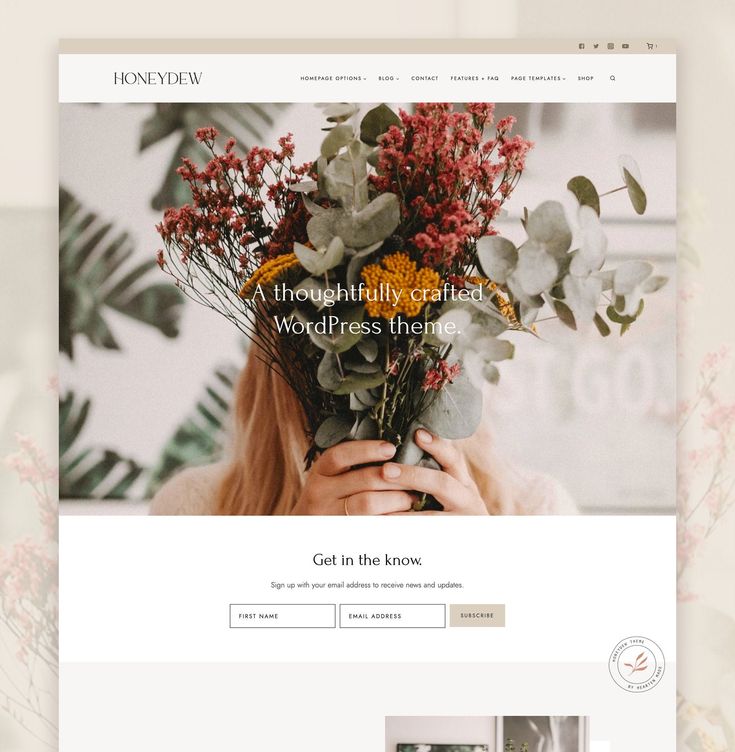 1
HONEYDEW
HOMEPAGE OPTIONS
BLOG
CONTACT
FEATURES + FAQ
PAGE TEMPLATES
SHOP
A thoughtfully crafted
WordPress theme.
T GO!
Get in the know.
Sign up with your email address to receive news and updates.
FIRST NAME
EMAIL ADDRESS
SUBSCRIBE
HONEYDEW THEME
BY HEARTEN MADE